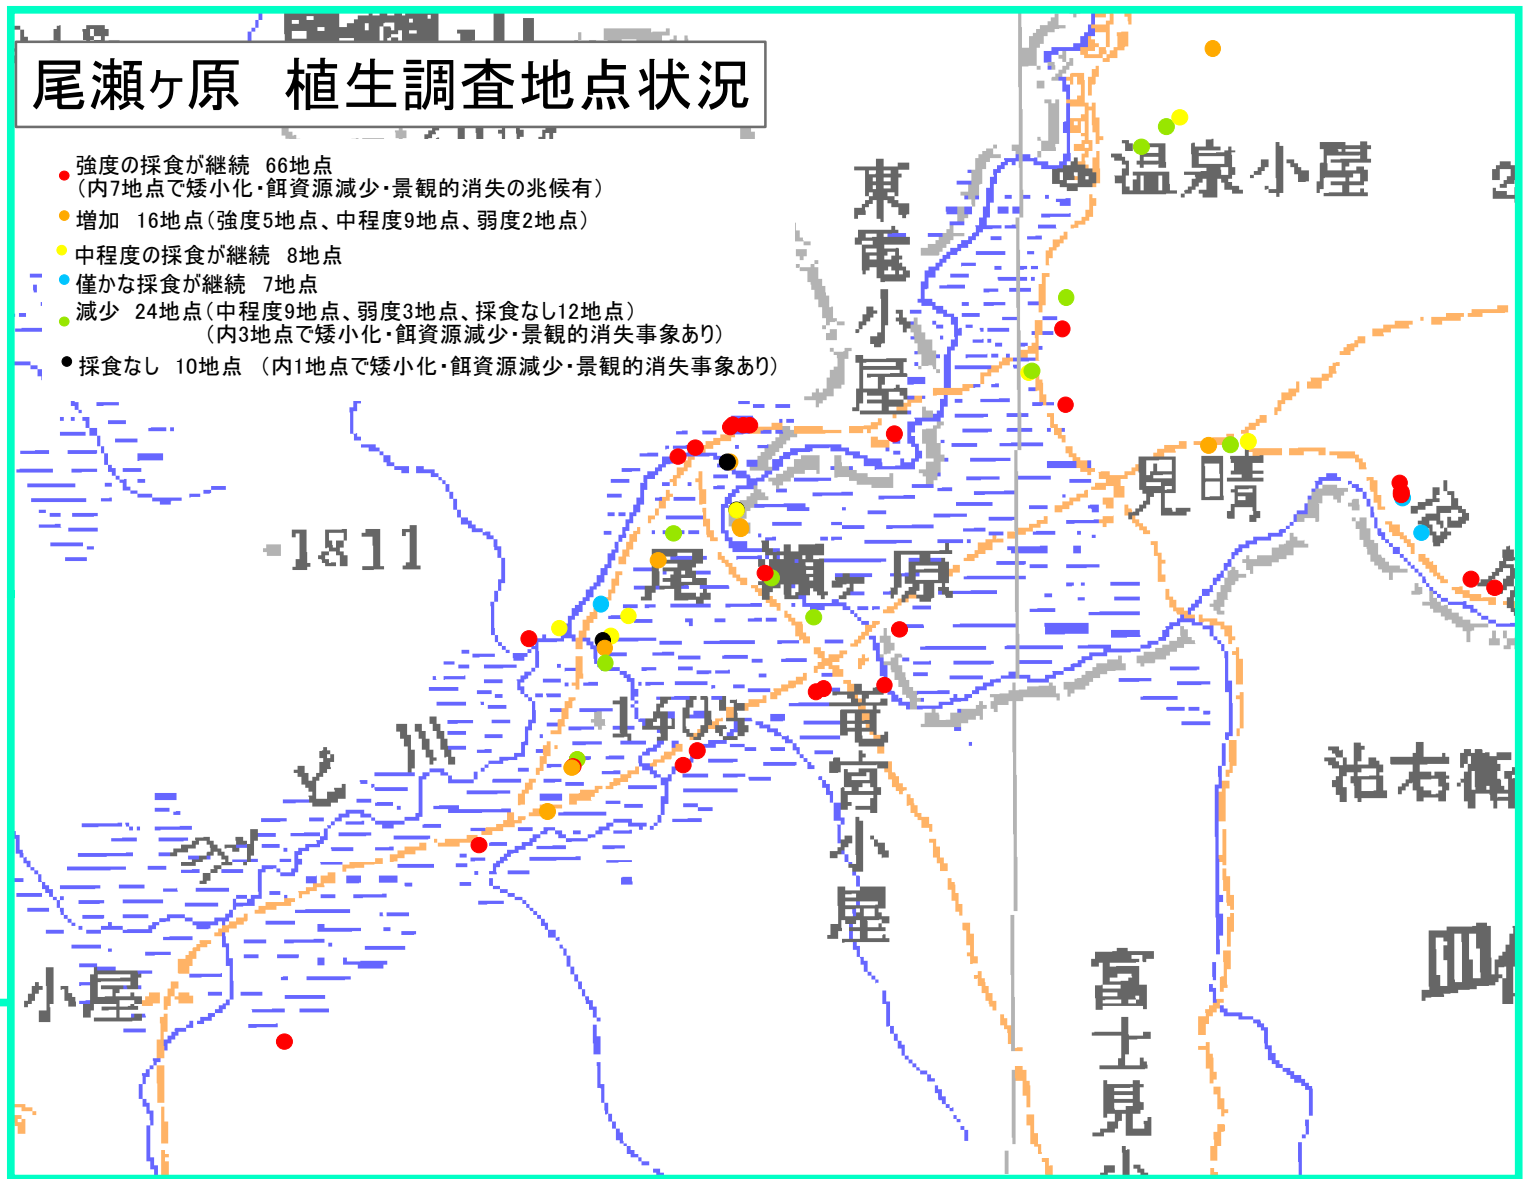 尾瀬ヶ原　植生調査地点状況
強度の採食が継続　66地点
(内7地点で矮小化・餌資源減少・景観的消失の兆候有)
増加　16地点(強度5地点、中程度9地点、弱度2地点)
中程度の採食が継続　8地点
僅かな採食が継続　7地点
減少　24地点(中程度9地点、弱度3地点、採食なし12地点)
(内3地点で矮小化・餌資源減少・景観的消失事象あり)
採食なし　10地点　(内1地点で矮小化・餌資源減少・景観的消失事象あり)
温泉小屋
東電小屋
見晴
1811
尾瀬ヶ原
1403
竜宮小屋
ヨッピ川
治右衛
小屋
富士見小